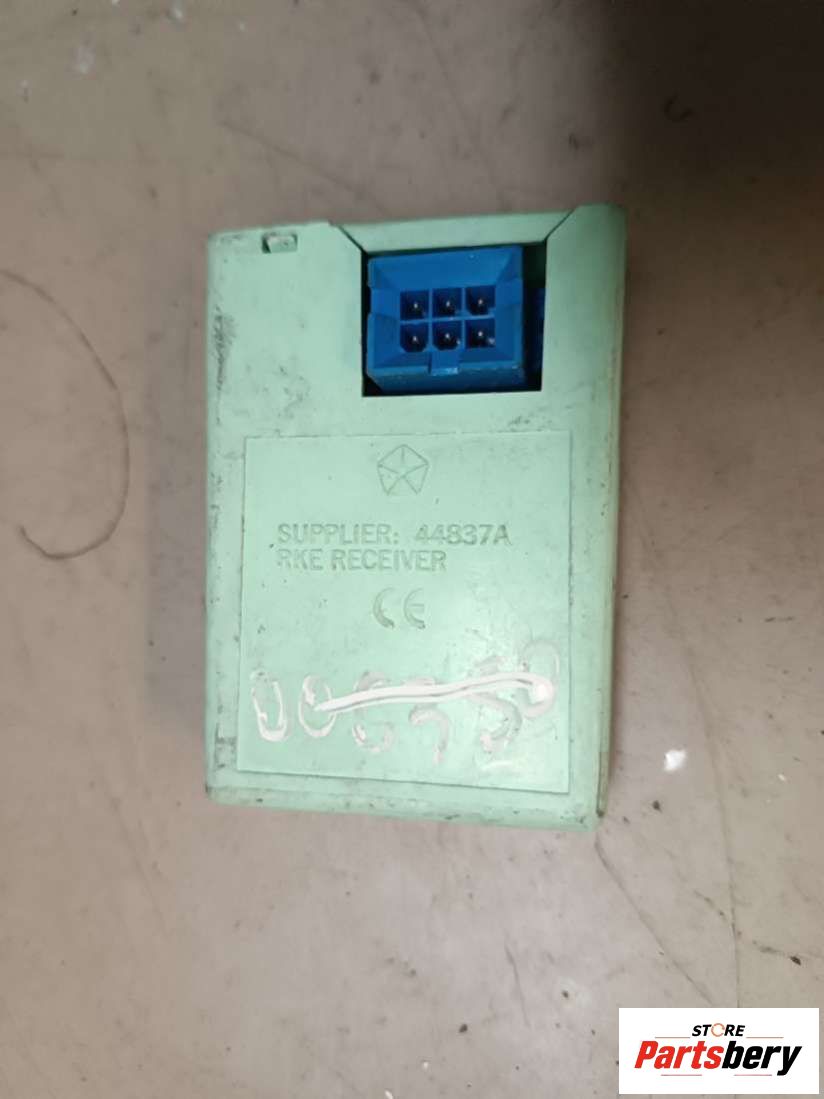 SUPPLIER: 44837A
RKE RECEIVER
CE
STORE
Partsbery